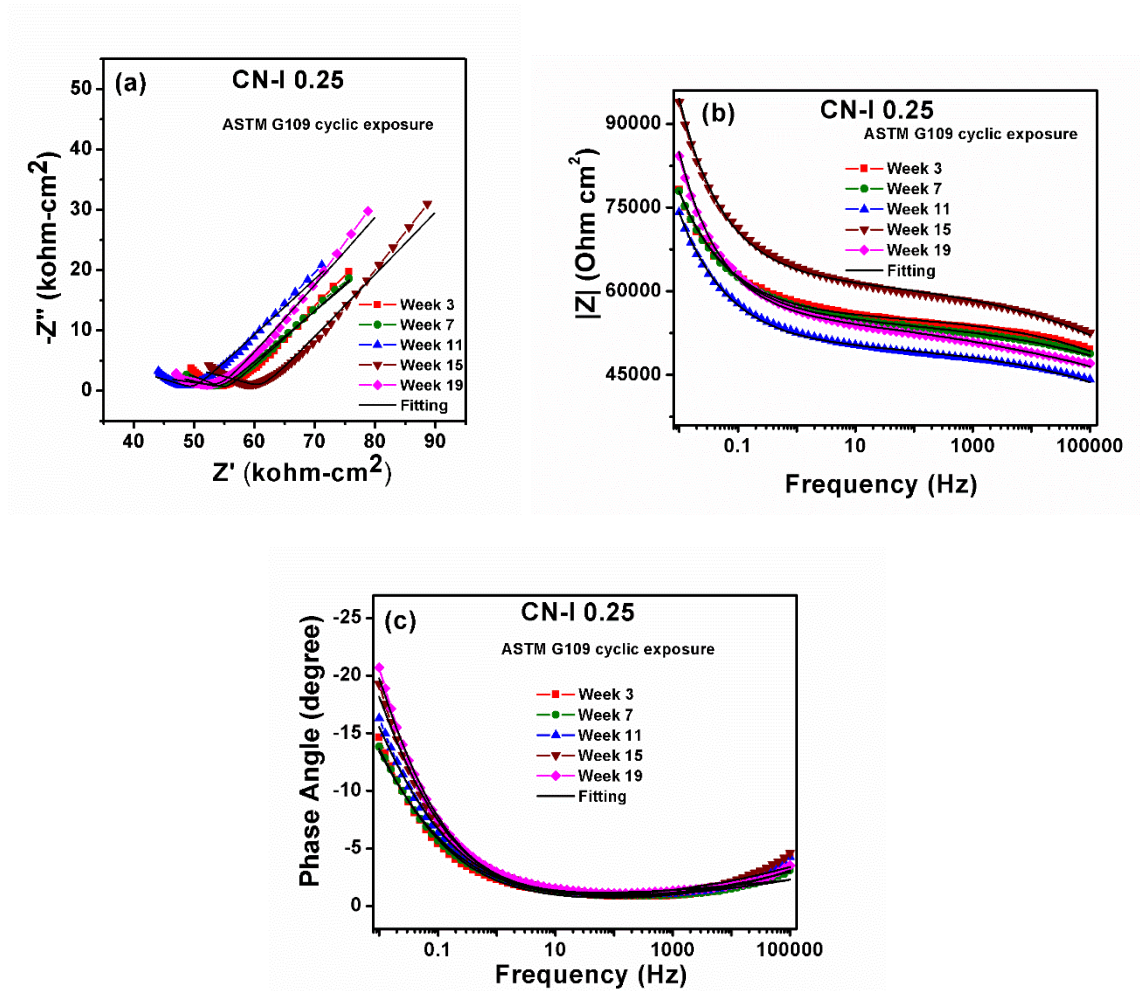 (a)
CN-I 0.25
ASTM G109 cyclic exposure
-Z'' (kohm-cm²)
50
40
30
20
10
0
40 50 60 70 80 90
Z' (kohm-cm²)
Week 3
Week 7
Week 11
Week 15
Week 19
Fitting
(b)
CN-I 0.25
ASTM G109 cyclic exposure
|Z| (Ohm cm²)
90000
75000
60000
45000
0.1 10 1000 100000
Frequency (Hz)
Week 3
Week 7
Week 11
Week 15
Week 19
Fitting
(c)
CN-I 0.25
ASTM G109 cyclic exposure
Phase Angle (degree)
-25
-20
-15
-10
-5
0
0.1 10 1000 100000
Frequency (Hz)
Week 3
Week 7
Week 11
Week 15
Week 19
Fitting